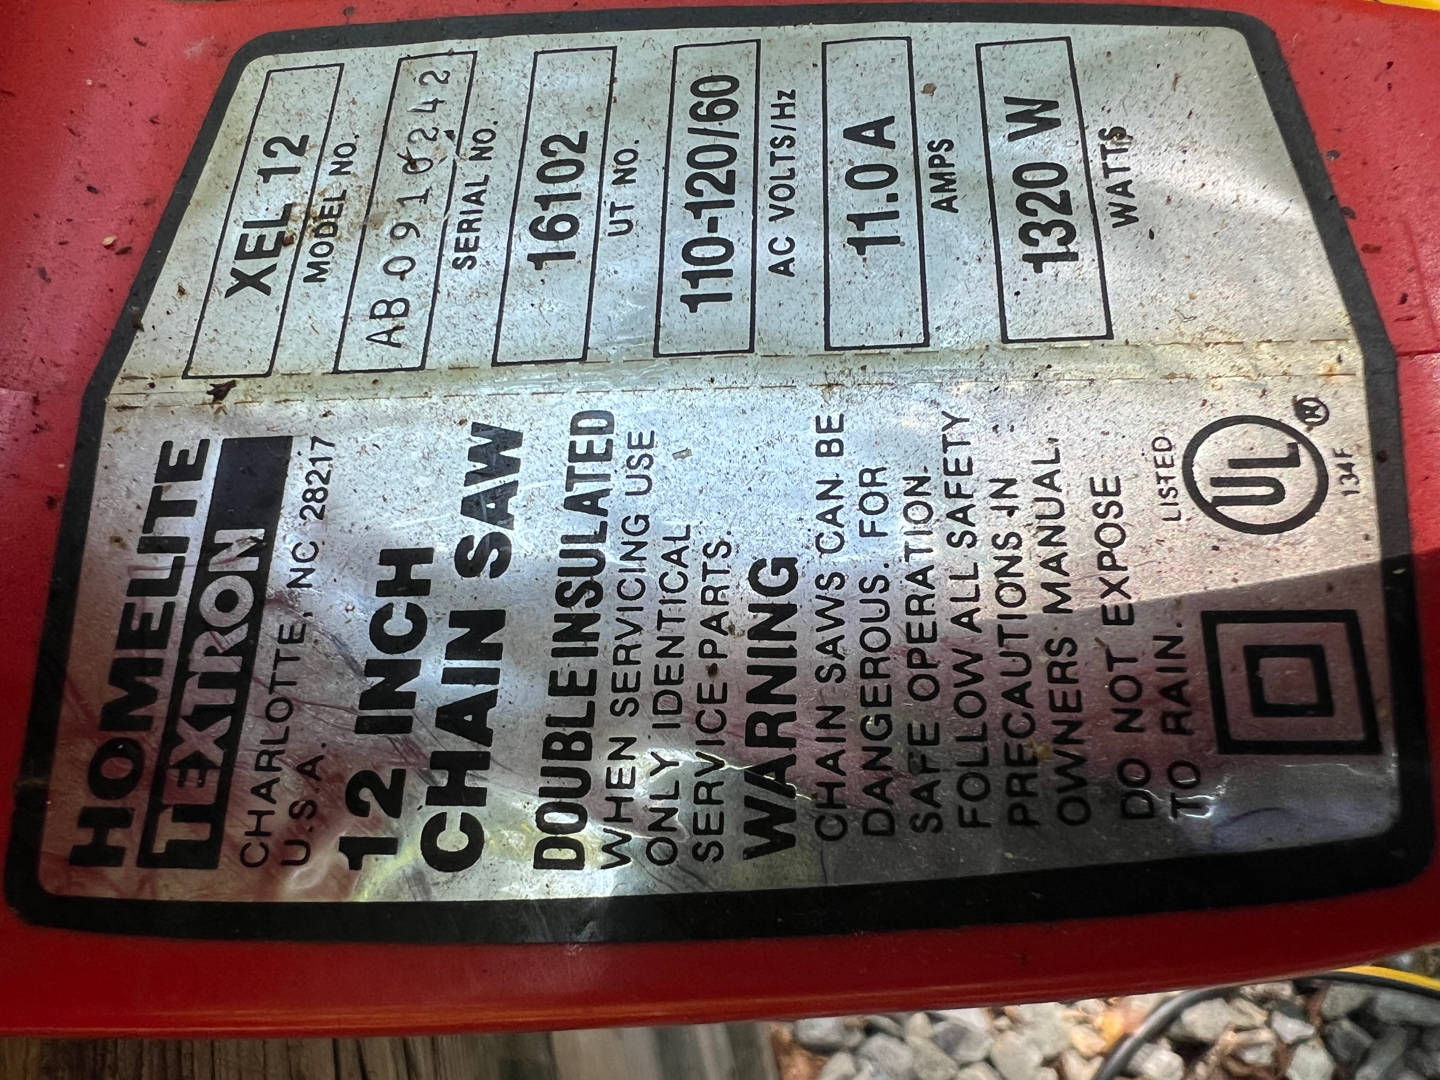 HOMELITE
TEXTRON
CHARLOTTE, NC 28217
U.S.A.
12 INCH
CHAIN SAW
DOUBLE INSULATED
WHEN SERVICING USE
ONLY IDENTICAL
SERVICE PARTS.
WARNING
CHAIN SAWS CAN BE
DANGEROUS. FOR
SAFE OPERATION
FOLLOW ALL SAFETY
PRECAUTIONS IN
OWNERS MANUAL.
DO NOT EXPOSE
TO RAIN.
LISTED
UL®
134F
XEL 12
MODEL NO.
AB 0910242
SERIAL NO.
16102
UT NO.
110-120/60
AC VOLTS/Hz
11.0 A
AMPS
1320 W
WATTS